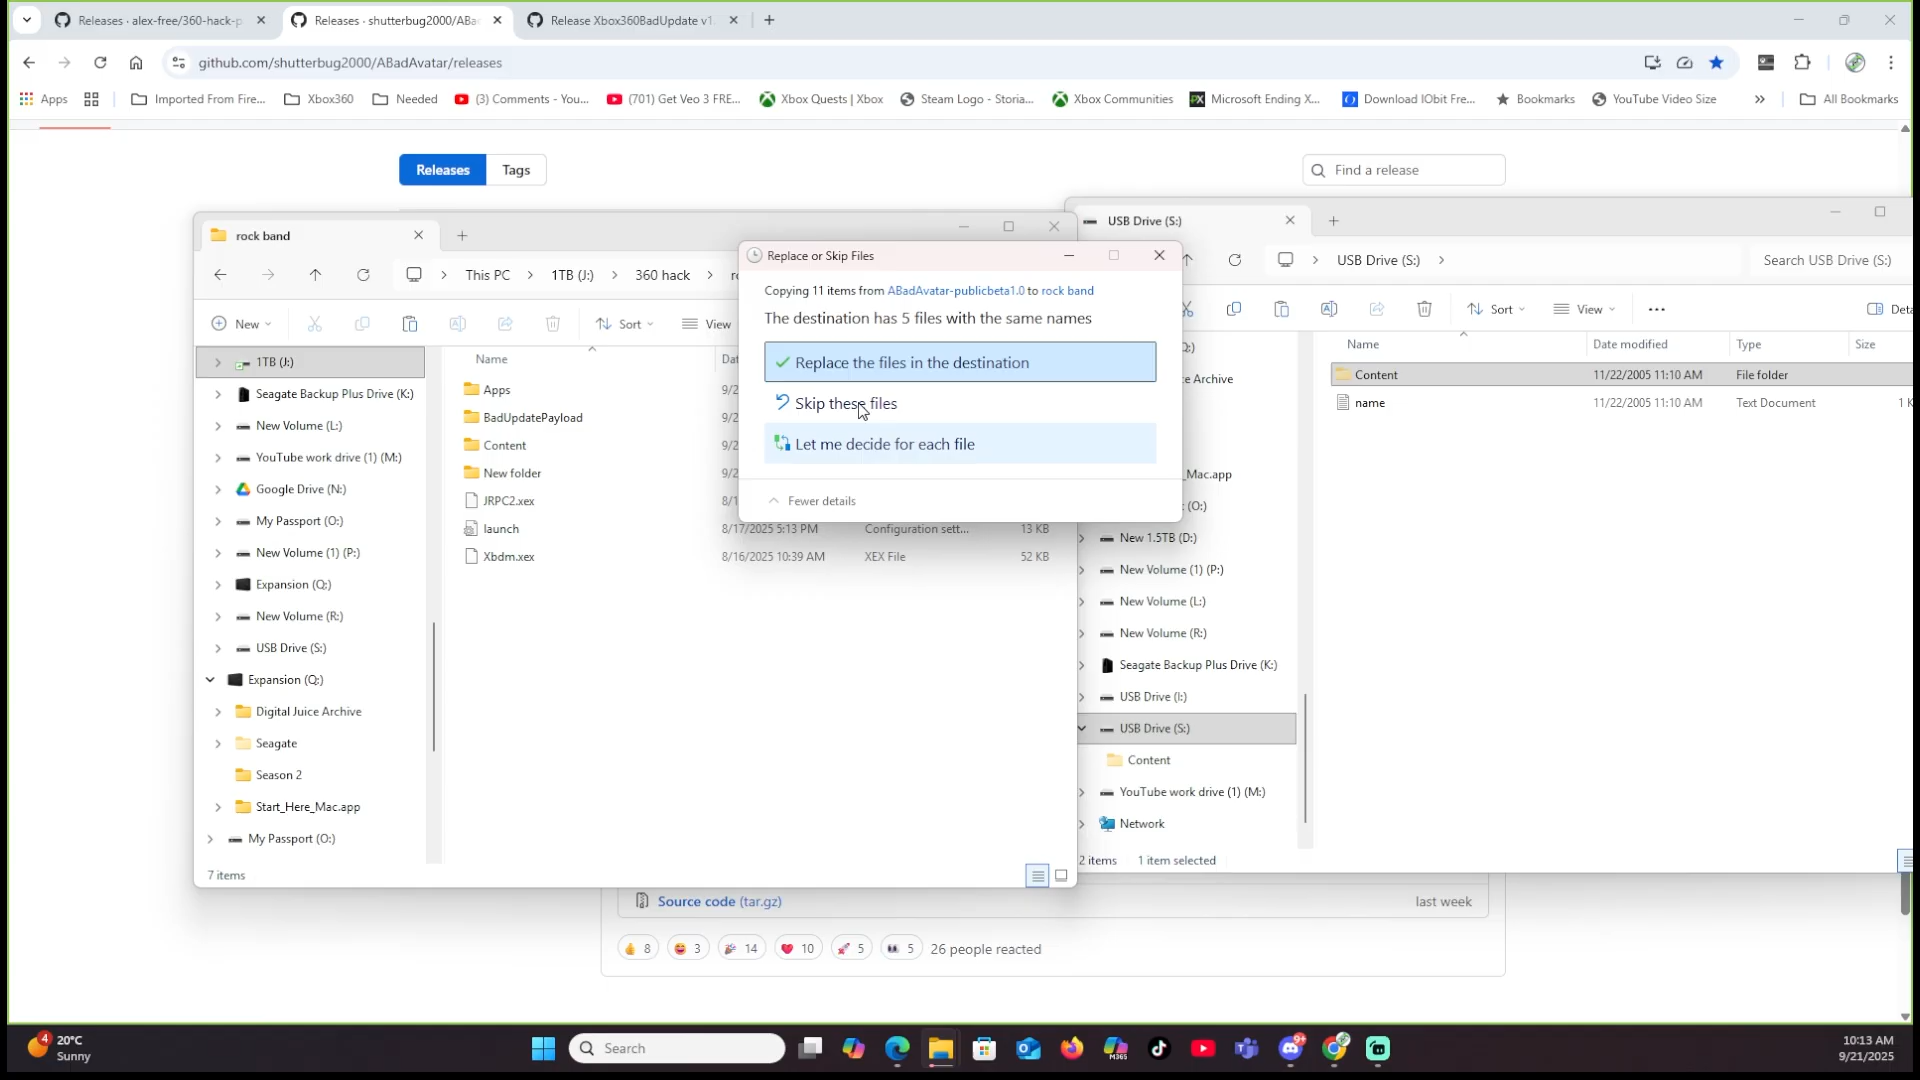 Releases · alex-free/360-hack-p
Releases · shutterbug2000/ABa
Release Xbox360BadUpdate v1
github.com/shutterbug2000/ABadAvatar/releases
Apps
Imported From Fire...
Xbox360
Needed
(3) Comments - You...
(701) Get Veo 3 FRE...
Xbox Quests | Xbox
Steam Logo - Storia...
Xbox Communities
Microsoft Ending X...
Download IObit Fre...
Bookmarks
YouTube Video Size
All Bookmarks
Releases
Tags
Find a release
rock band
This PC
1TB (J:)
360 hack
New
Sort
View
1TB (J:)
Seagate Backup Plus Drive (K:)
New Volume (L:)
YouTube work drive (1) (M:)
Google Drive (N:)
My Passport (O:)
New Volume (1) (P:)
Expansion (Q:)
New Volume (R:)
USB Drive (S:)
Expansion (Q:)
Digital Juice Archive
Seagate
Season 2
Start_Here_Mac.app
My Passport (O:)
7 items
Name
Apps
BadUpdatePayload
Content
New folder
JRPC2.xex
launch
8/17/2025 5:13 PM
Configuration sett...
13 KB
Xbdm.xex
8/16/2025 10:39 AM
XEX File
52 KB
Replace or Skip Files
Copying 11 items from ABadAvatar-publicbeta1.0 to rock band
The destination has 5 files with the same names
Replace the files in the destination
Skip these files
Let me decide for each file
Fewer details
USB Drive (S:)
USB Drive (S:)
Search USB Drive (S:)
Sort
View
Name
Date modified
Type
Size
Content
11/22/2005 11:10 AM
File folder
name
11/22/2005 11:10 AM
Text Document
1 K
New 1.5TB (D:)
New Volume (1) (P:)
New Volume (L:)
New Volume (R:)
Seagate Backup Plus Drive (K:)
USB Drive (I:)
USB Drive (S:)
Content
YouTube work drive (1) (M:)
Network
2 items
1 item selected
Source code (tar.gz)
last week
8
3
14
10
5
5
26 people reacted
4
20°C
Sunny
Search
M365
9+
10:13 AM
9/21/2025